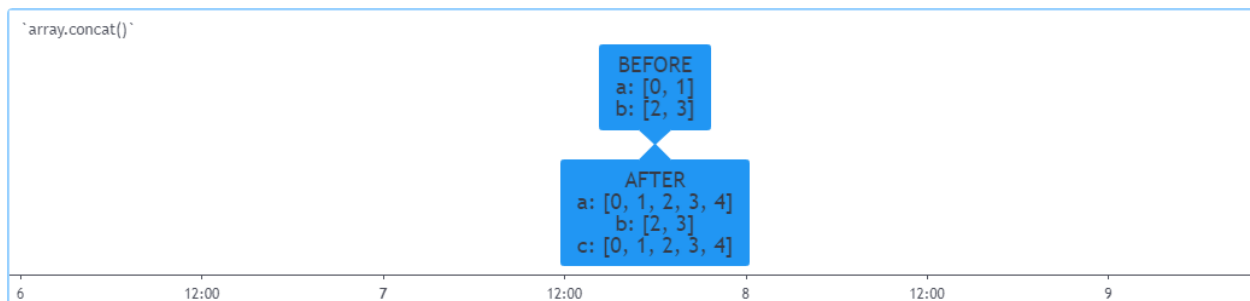 `array.concat()`
BEFORE
a: [0, 1]
b: [2, 3]
AFTER
a: [0, 1, 2, 3, 4]
b: [2, 3]
c: [0, 1, 2, 3, 4]
6 12:00 7 12:00 8 12:00 9